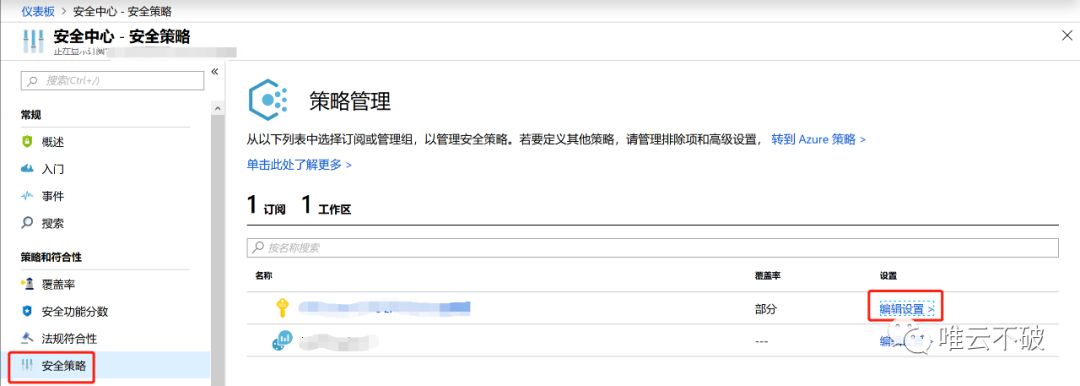 仪表板 > 安全中心 - 安全策略
安全中心 - 安全策略
正在显示订阅
搜索(Ctrl+/)
«
常规
概述
入门
事件
搜索
策略和符合性
覆盖率
安全功能分数
法规符合性
安全策略
策略管理
从以下列表中选择订阅或管理组，以管理安全策略。若要定义其他策略，请管理排除项和高级设置， 转到 Azure 策略 >
单击此处了解更多 >
1 订阅 1 工作区
按名称搜索
名称 覆盖率 设置
部分 编辑设置 >
--- 编
唯云不破